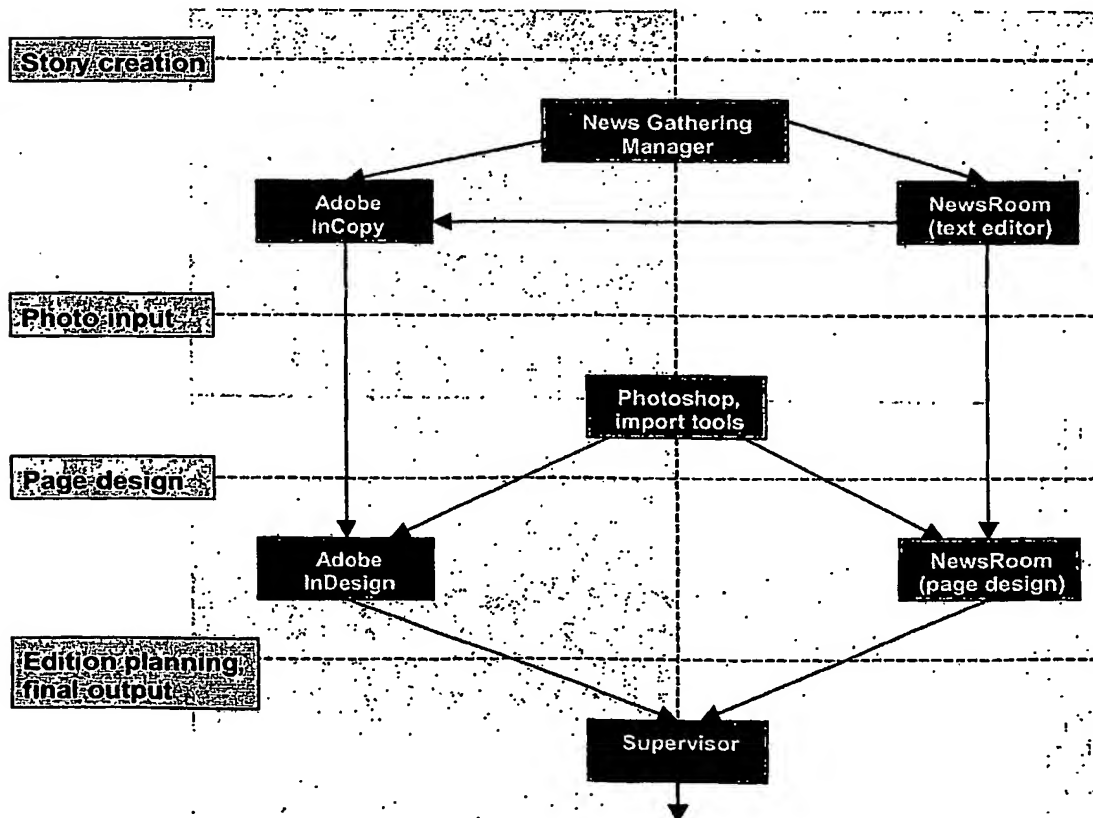 Story creation
News Gathering
Manager
Adobe
InCopy
NewsRoom
(text editor)
Photo input
Photoshop,
import tools
Page design
Adobe
InDesign
NewsRoom
(page design)
Edition planning,
final output
Supervisor